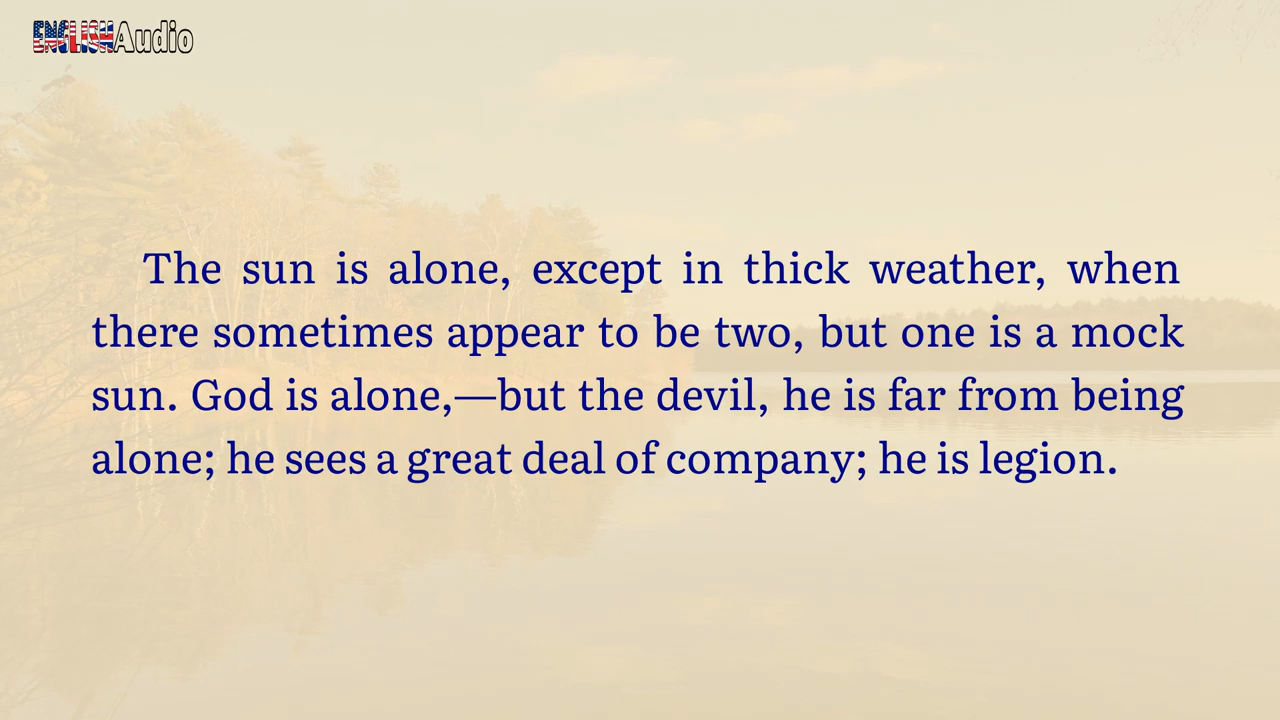 ENGLISHAudio
The sun is alone, except in thick weather, when
there sometimes appear to be two, but one is a mock
sun. God is alone,—but the devil, he is far from being
alone; he sees a great deal of company; he is legion.